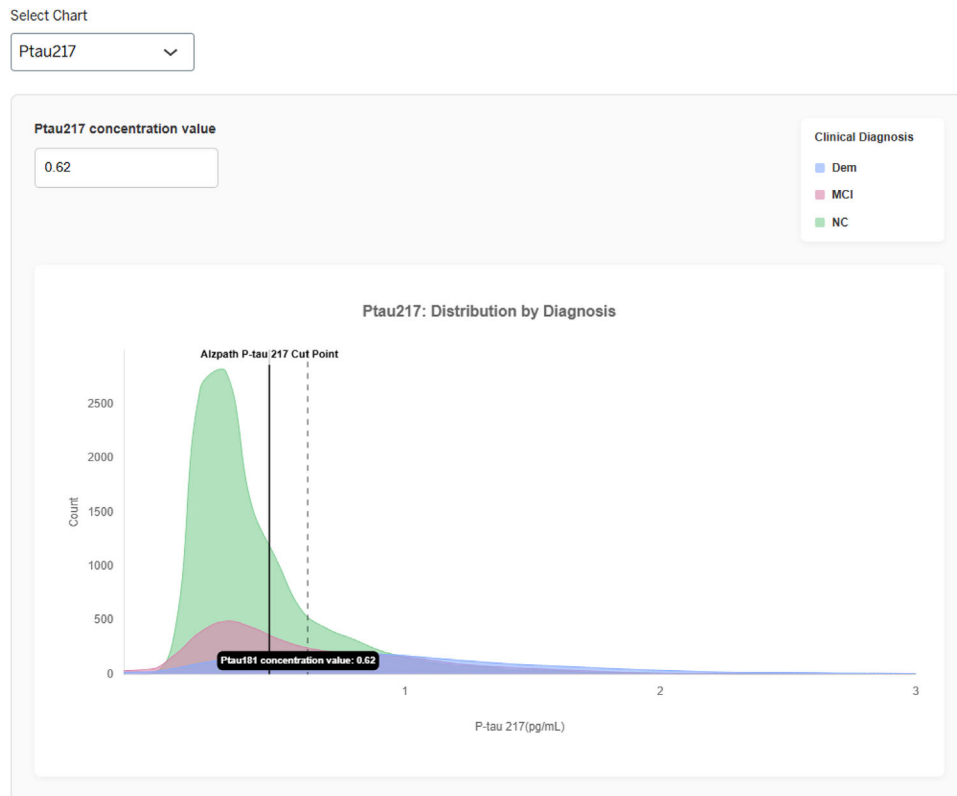 Select Chart
Ptau217
Ptau217 concentration value
0.62
Clinical Diagnosis
Dem
MCI
NC
Ptau217: Distribution by Diagnosis
Alzpath P-tau 217 Cut Point
2500
2000
1500
1000
500
0
Count
Ptau181 concentration value: 0.62
1
2
3
P-tau 217(pg/mL)